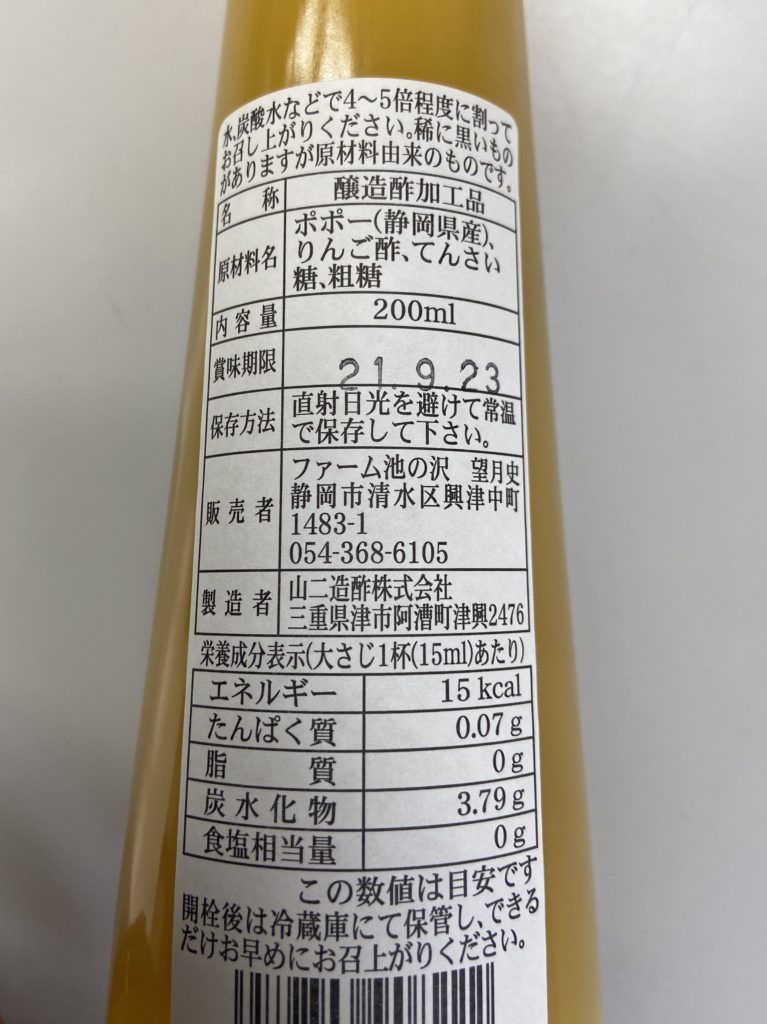 水、炭酸水などで4〜5倍程度に割って
お召し上がりください。稀に黒いもの
がありますが原材料由来のものです。
名称 醸造酢加工品
原材料名 ポポー(静岡県産)、
りんご酢、てんさい
糖、粗糖
内容量 200ml
賞味期限 21.9.23
保存方法 直射日光を避けて常温
で保存して下さい。
販売者 ファーム池の沢 望月史
静岡市清水区興津中町
1483-1
054-368-6105
製造者 山二造酢株式会社
三重県津市阿漕町津興2476
栄養成分表示(大さじ1杯(15ml)あたり)
エネルギー 15 kcal
たんぱく質 0.07 g
脂質 0 g
炭水化物 3.79 g
食塩相当量 0 g
この数値は目安です
開栓後は冷蔵庫にて保管し、できる
だけお早めにお召上がりください。